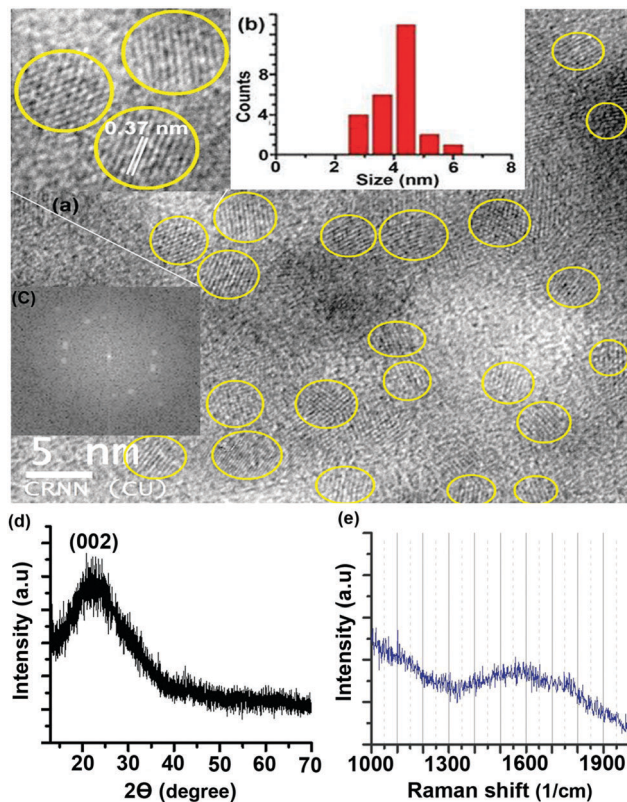 (b)
12
8
4
0
Counts
0 2 4 6 8
Size (nm)
0.37 nm
(a)
(C)
5 nm
CRNN (CU)
(d)
(002)
Intensity (a.u)
20 30 40 50 60 70
2Θ (degree)
(e)
Intensity (a.u)
1000 1300 1600 1900
Raman shift (1/cm)